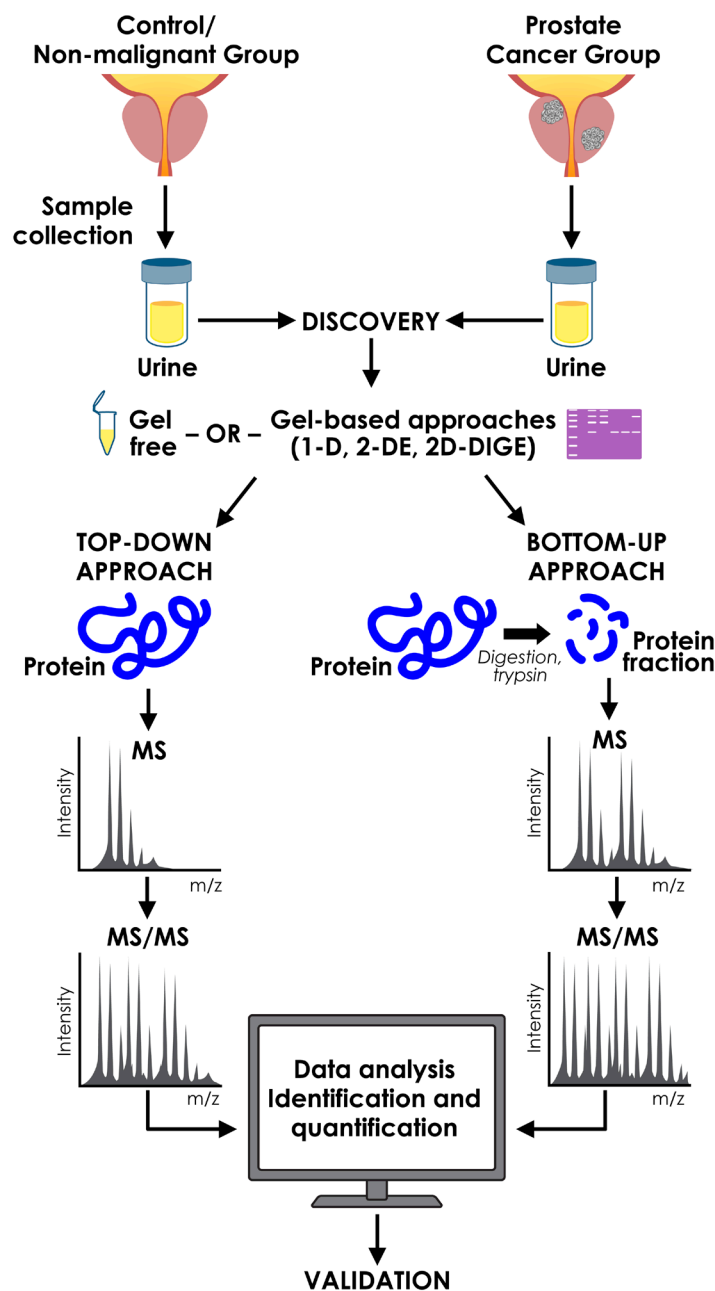 Control/
Non-malignant Group
Prostate
Cancer Group
Sample
collection
Urine
DISCOVERY
Urine
Gel
free
– OR –
Gel-based approaches
(1-D, 2-DE, 2D-DIGE)
TOP-DOWN
APPROACH
BOTTOM-UP
APPROACH
Protein
Protein
Digestion,
trypsin
Protein
fraction
MS
Intensity
m/z
MS
Intensity
m/z
MS/MS
Intensity
m/z
MS/MS
Intensity
m/z
Data analysis
Identification and
quantification
VALIDATION